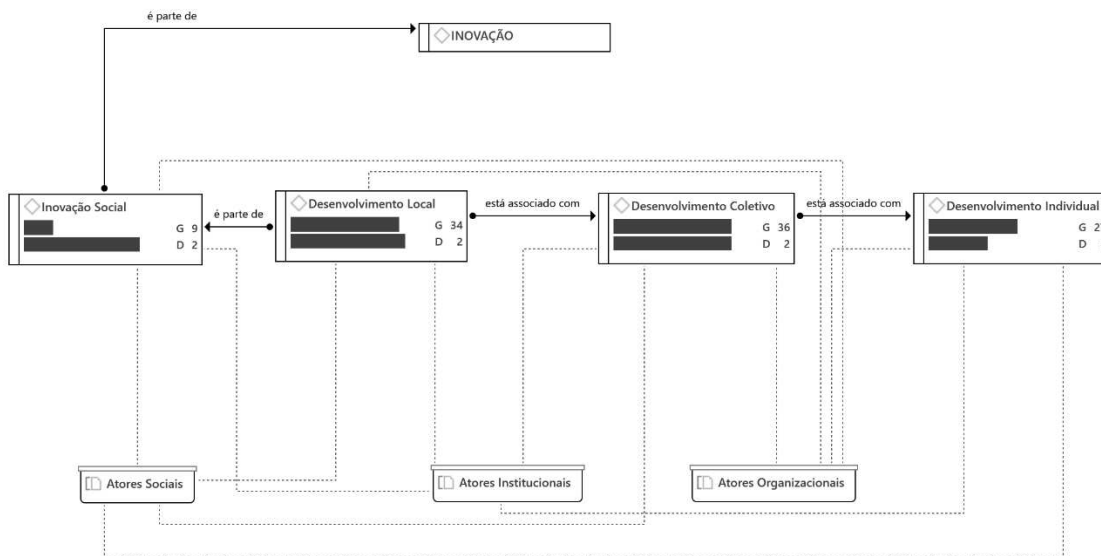 é parte de
INOVAÇÃO
Inovação Social
G 9
D 2
é parte de
Desenvolvimento Local
G 34
D 2
está associado com
Desenvolvimento Coletivo
G 36
D 2
está associado com
Desenvolvimento Individual
G
D
Atores Sociais
Atores Institucionais
Atores Organizacionais